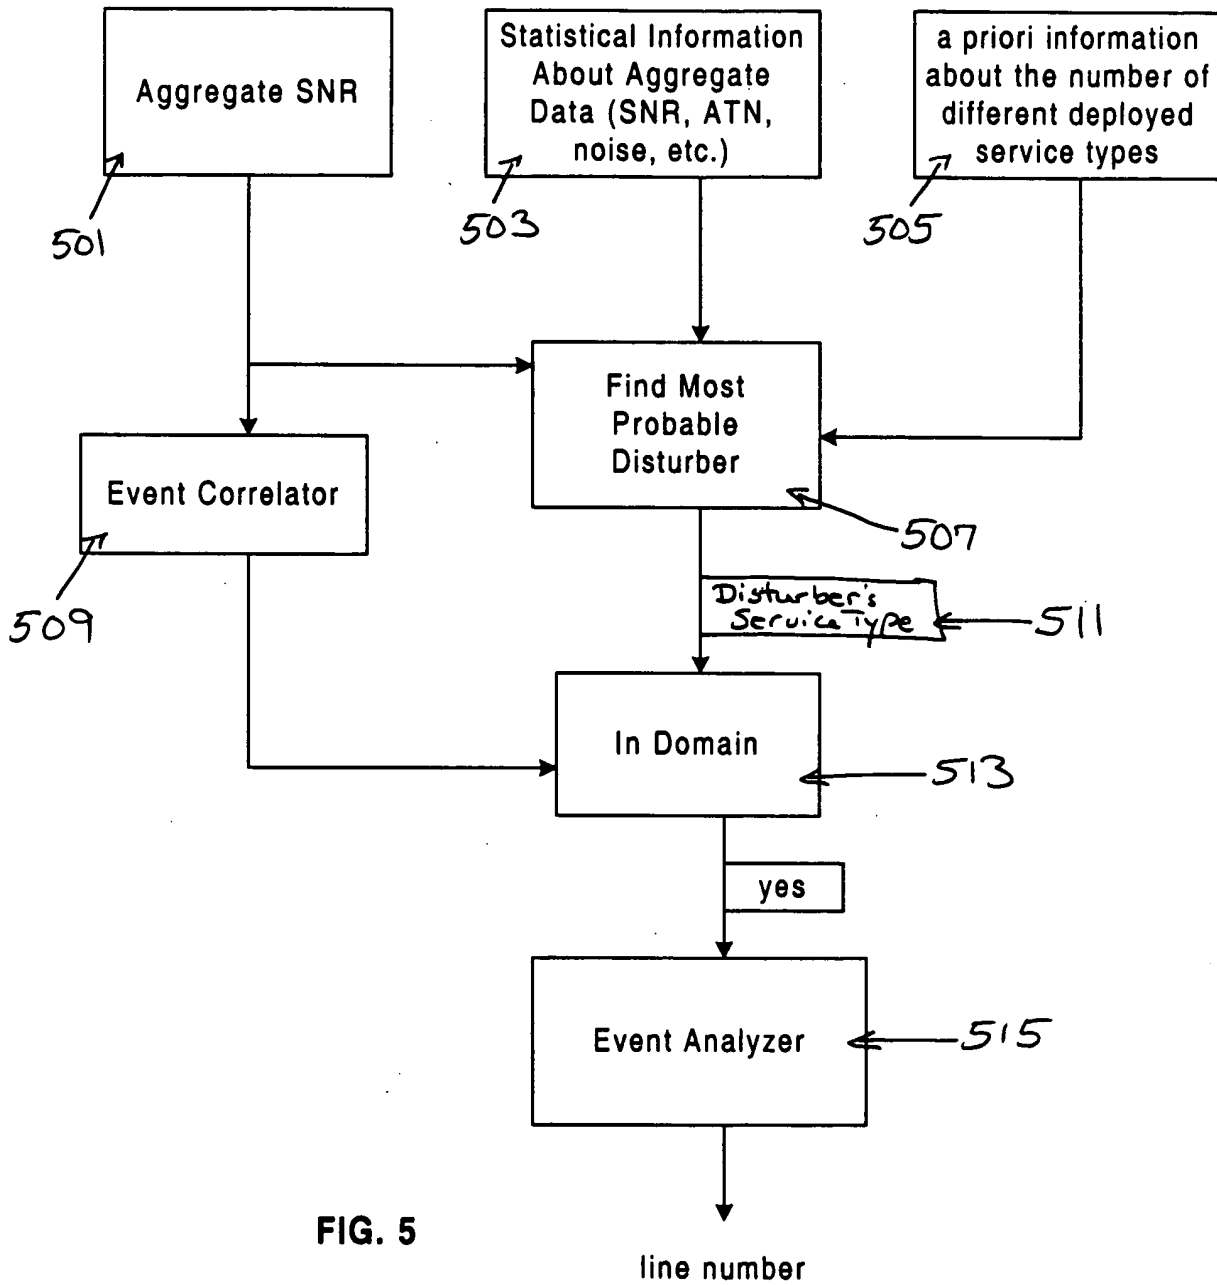 Aggregate SNR
Statistical Information
About Aggregate
Data (SNR, ATN,
noise, etc.)
a priori information
about the number of
different deployed
service types
501
503
505
Find Most
Probable
Disturber
Event Correlator
507
509
Disturber's
Service Type
511
In Domain
513
yes
Event Analyzer
515
FIG. 5
line number